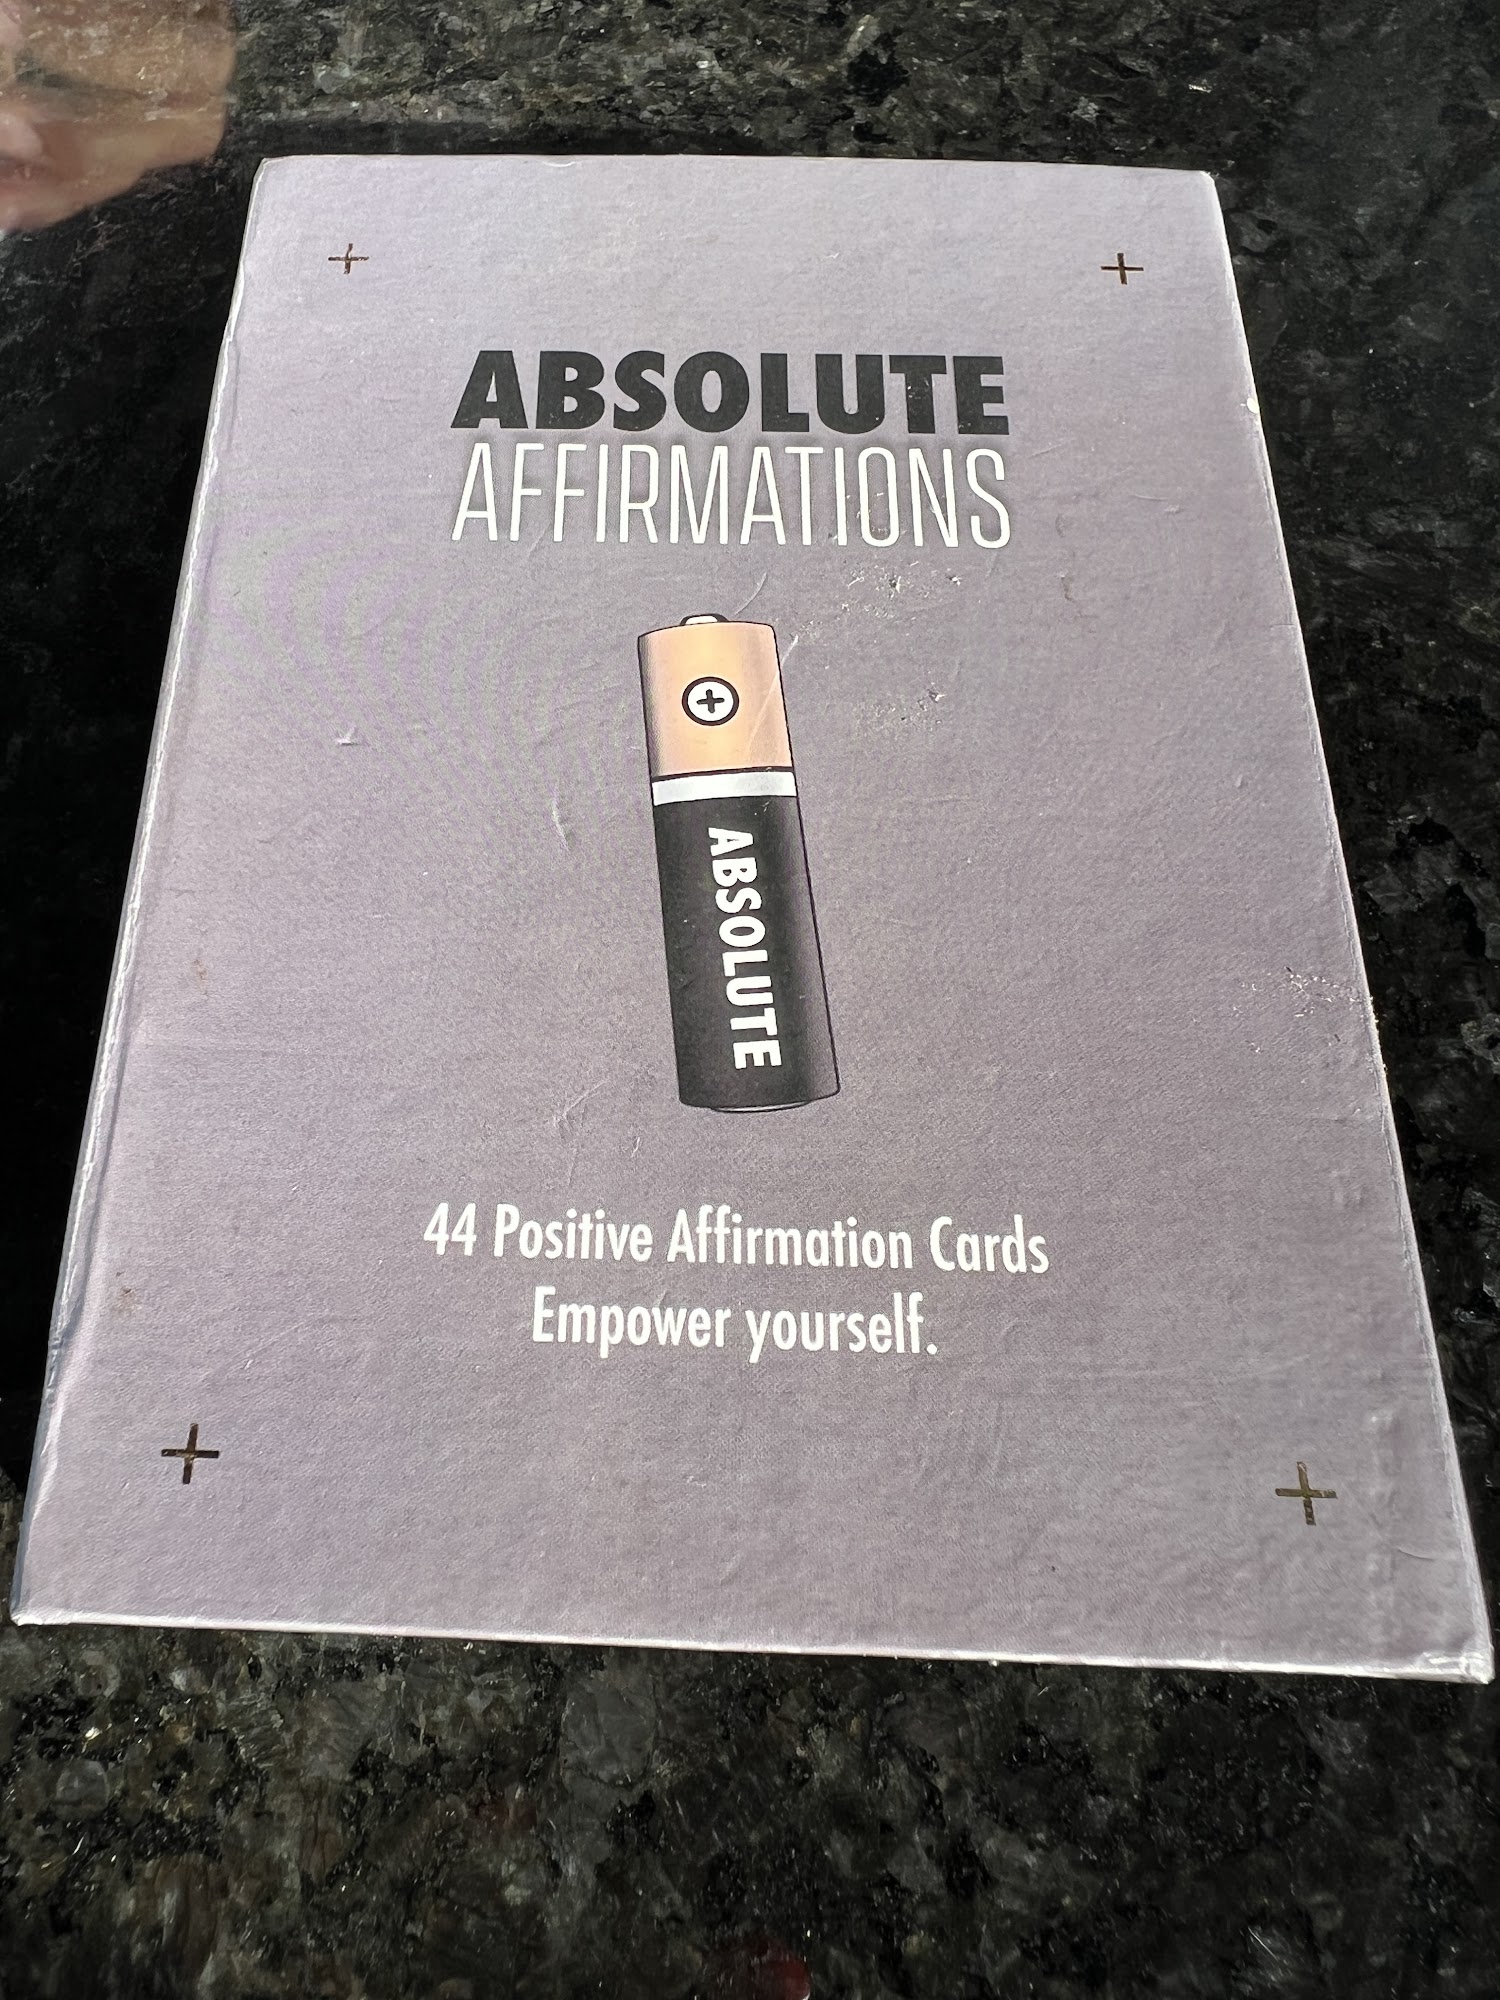 ABSOLUTE
AFFIRMATIONS
ABSOLUTE
44 Positive Affirmation Cards
Empower yourself.